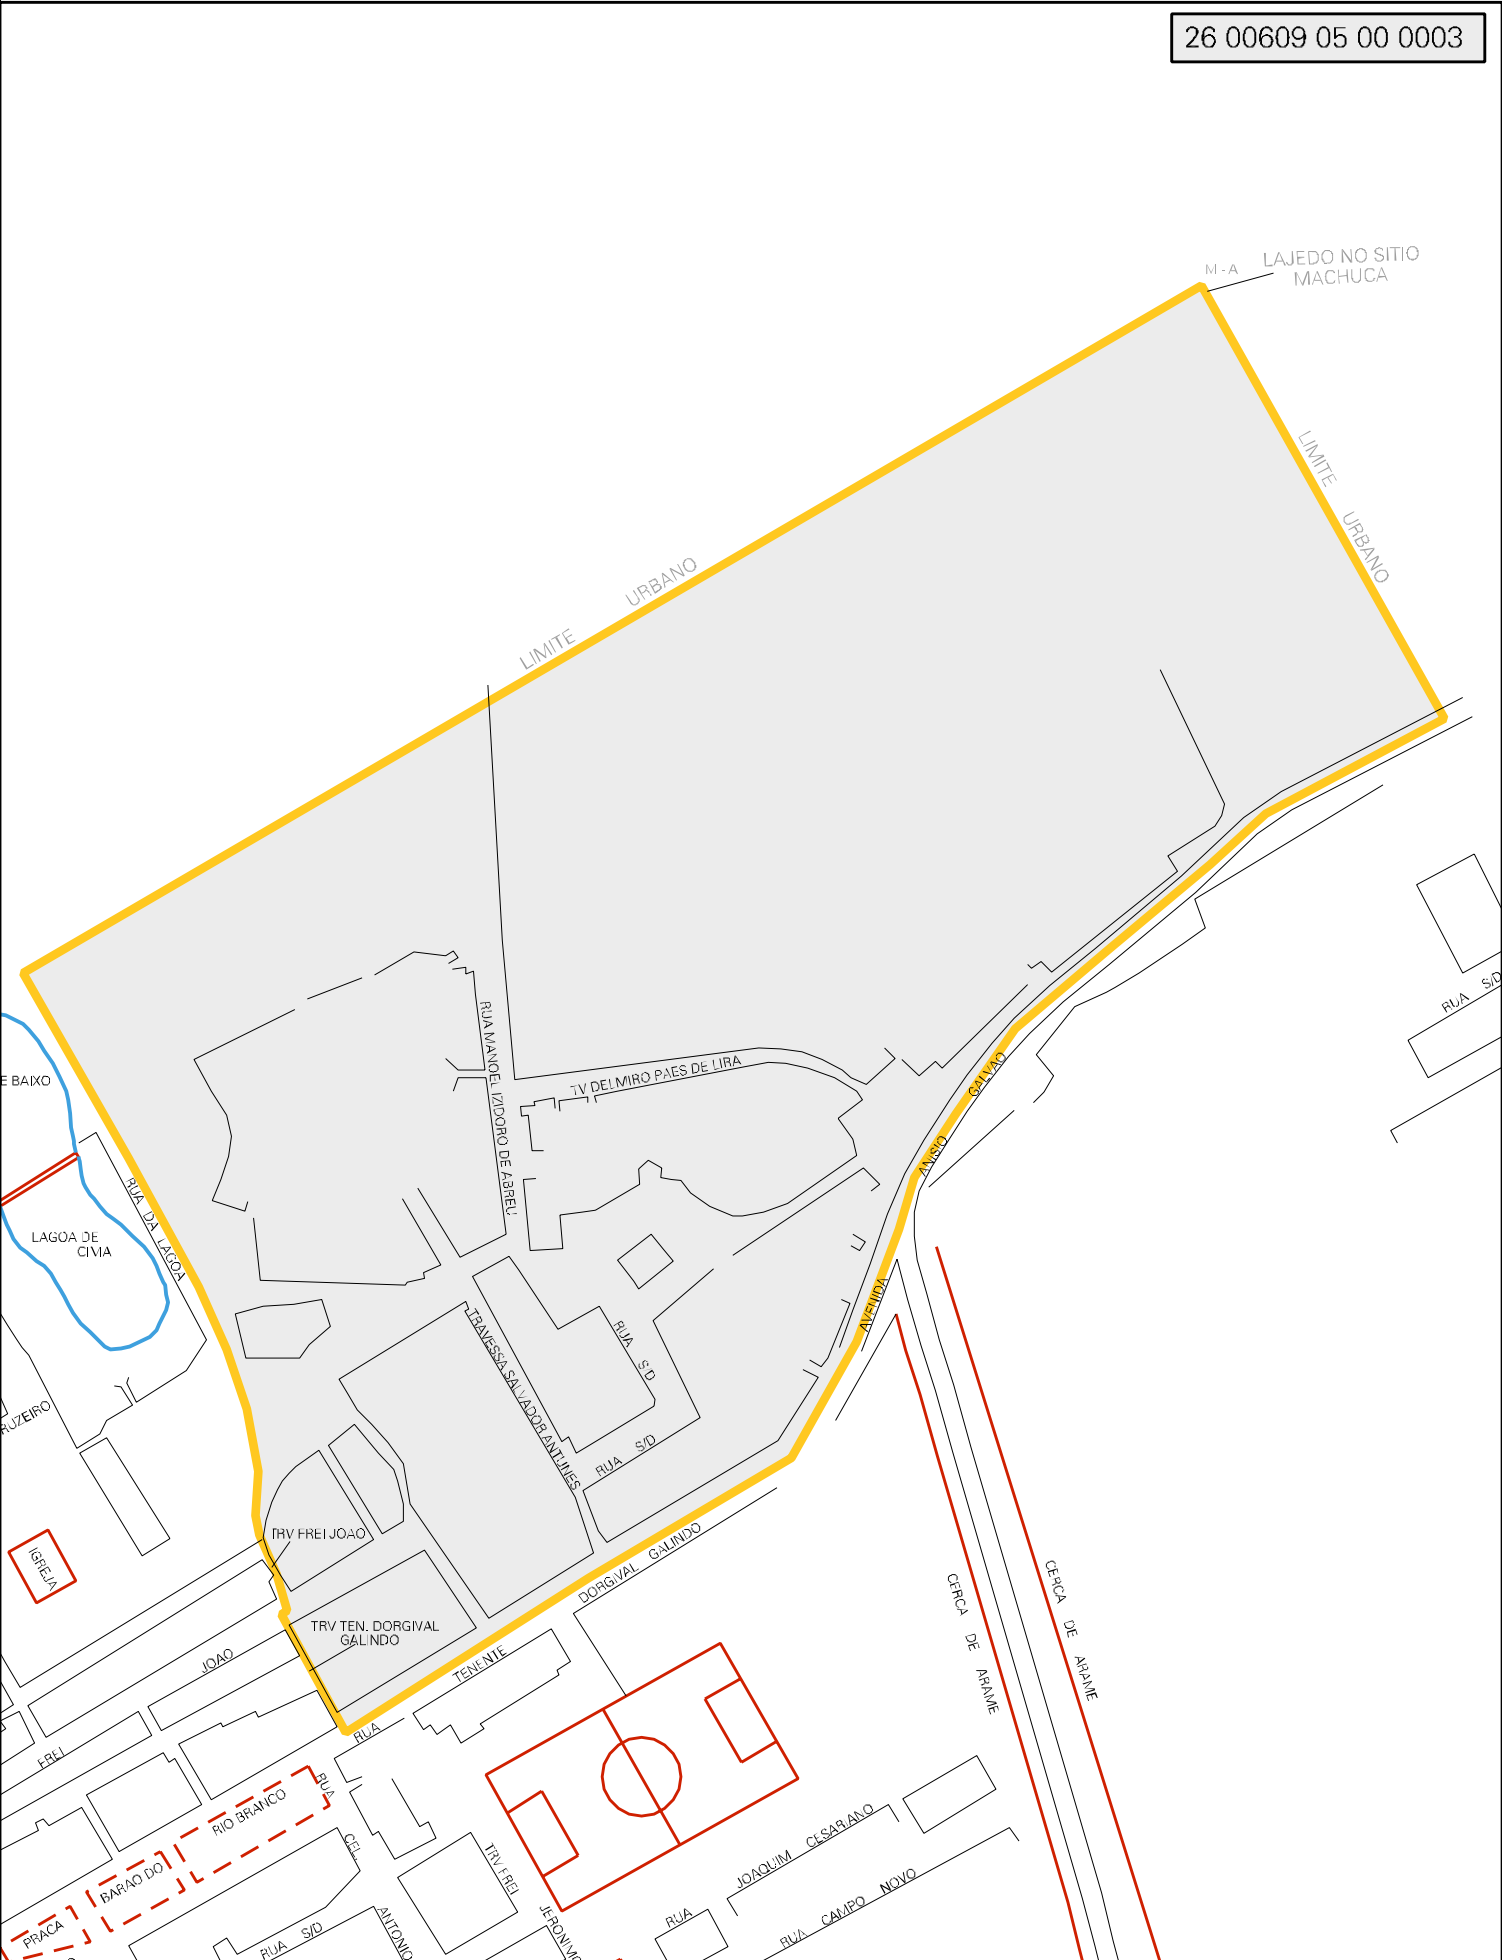 26 00609 05 00 0003
M - A
LAJEDO NO SITIO
MACHUCA
LIMITE URBANO
LIMITE URBANO
RUA S/D
E BAIXO
LAGOA DE
CIMA
RUA DA LAGOA
RUA MANOEL IZIDORO DE ABREU
TV DELMIRO PAES DE LIRA
AVENIDA ANISIO GALVAO
TRAVESSA SALVADOR ANTUNES
RUA S/D
RUA S/D
RUZEIRO
IGREJA
TRV FREI JOAO
TRV TEN. DORGIVAL
GALINDO
RUA TENENTE DORGIVAL GALINDO
CERCA DE ARAME
CERCA DE ARAME
FREI JOAO
PRACA BARAO DO RIO BRANCO
RUA CEL. ANTONIO
RUA S/D
TRV FREI JERONIMO
RUA JOAQUIM CESARIANO
RUA CAMPO NOVO